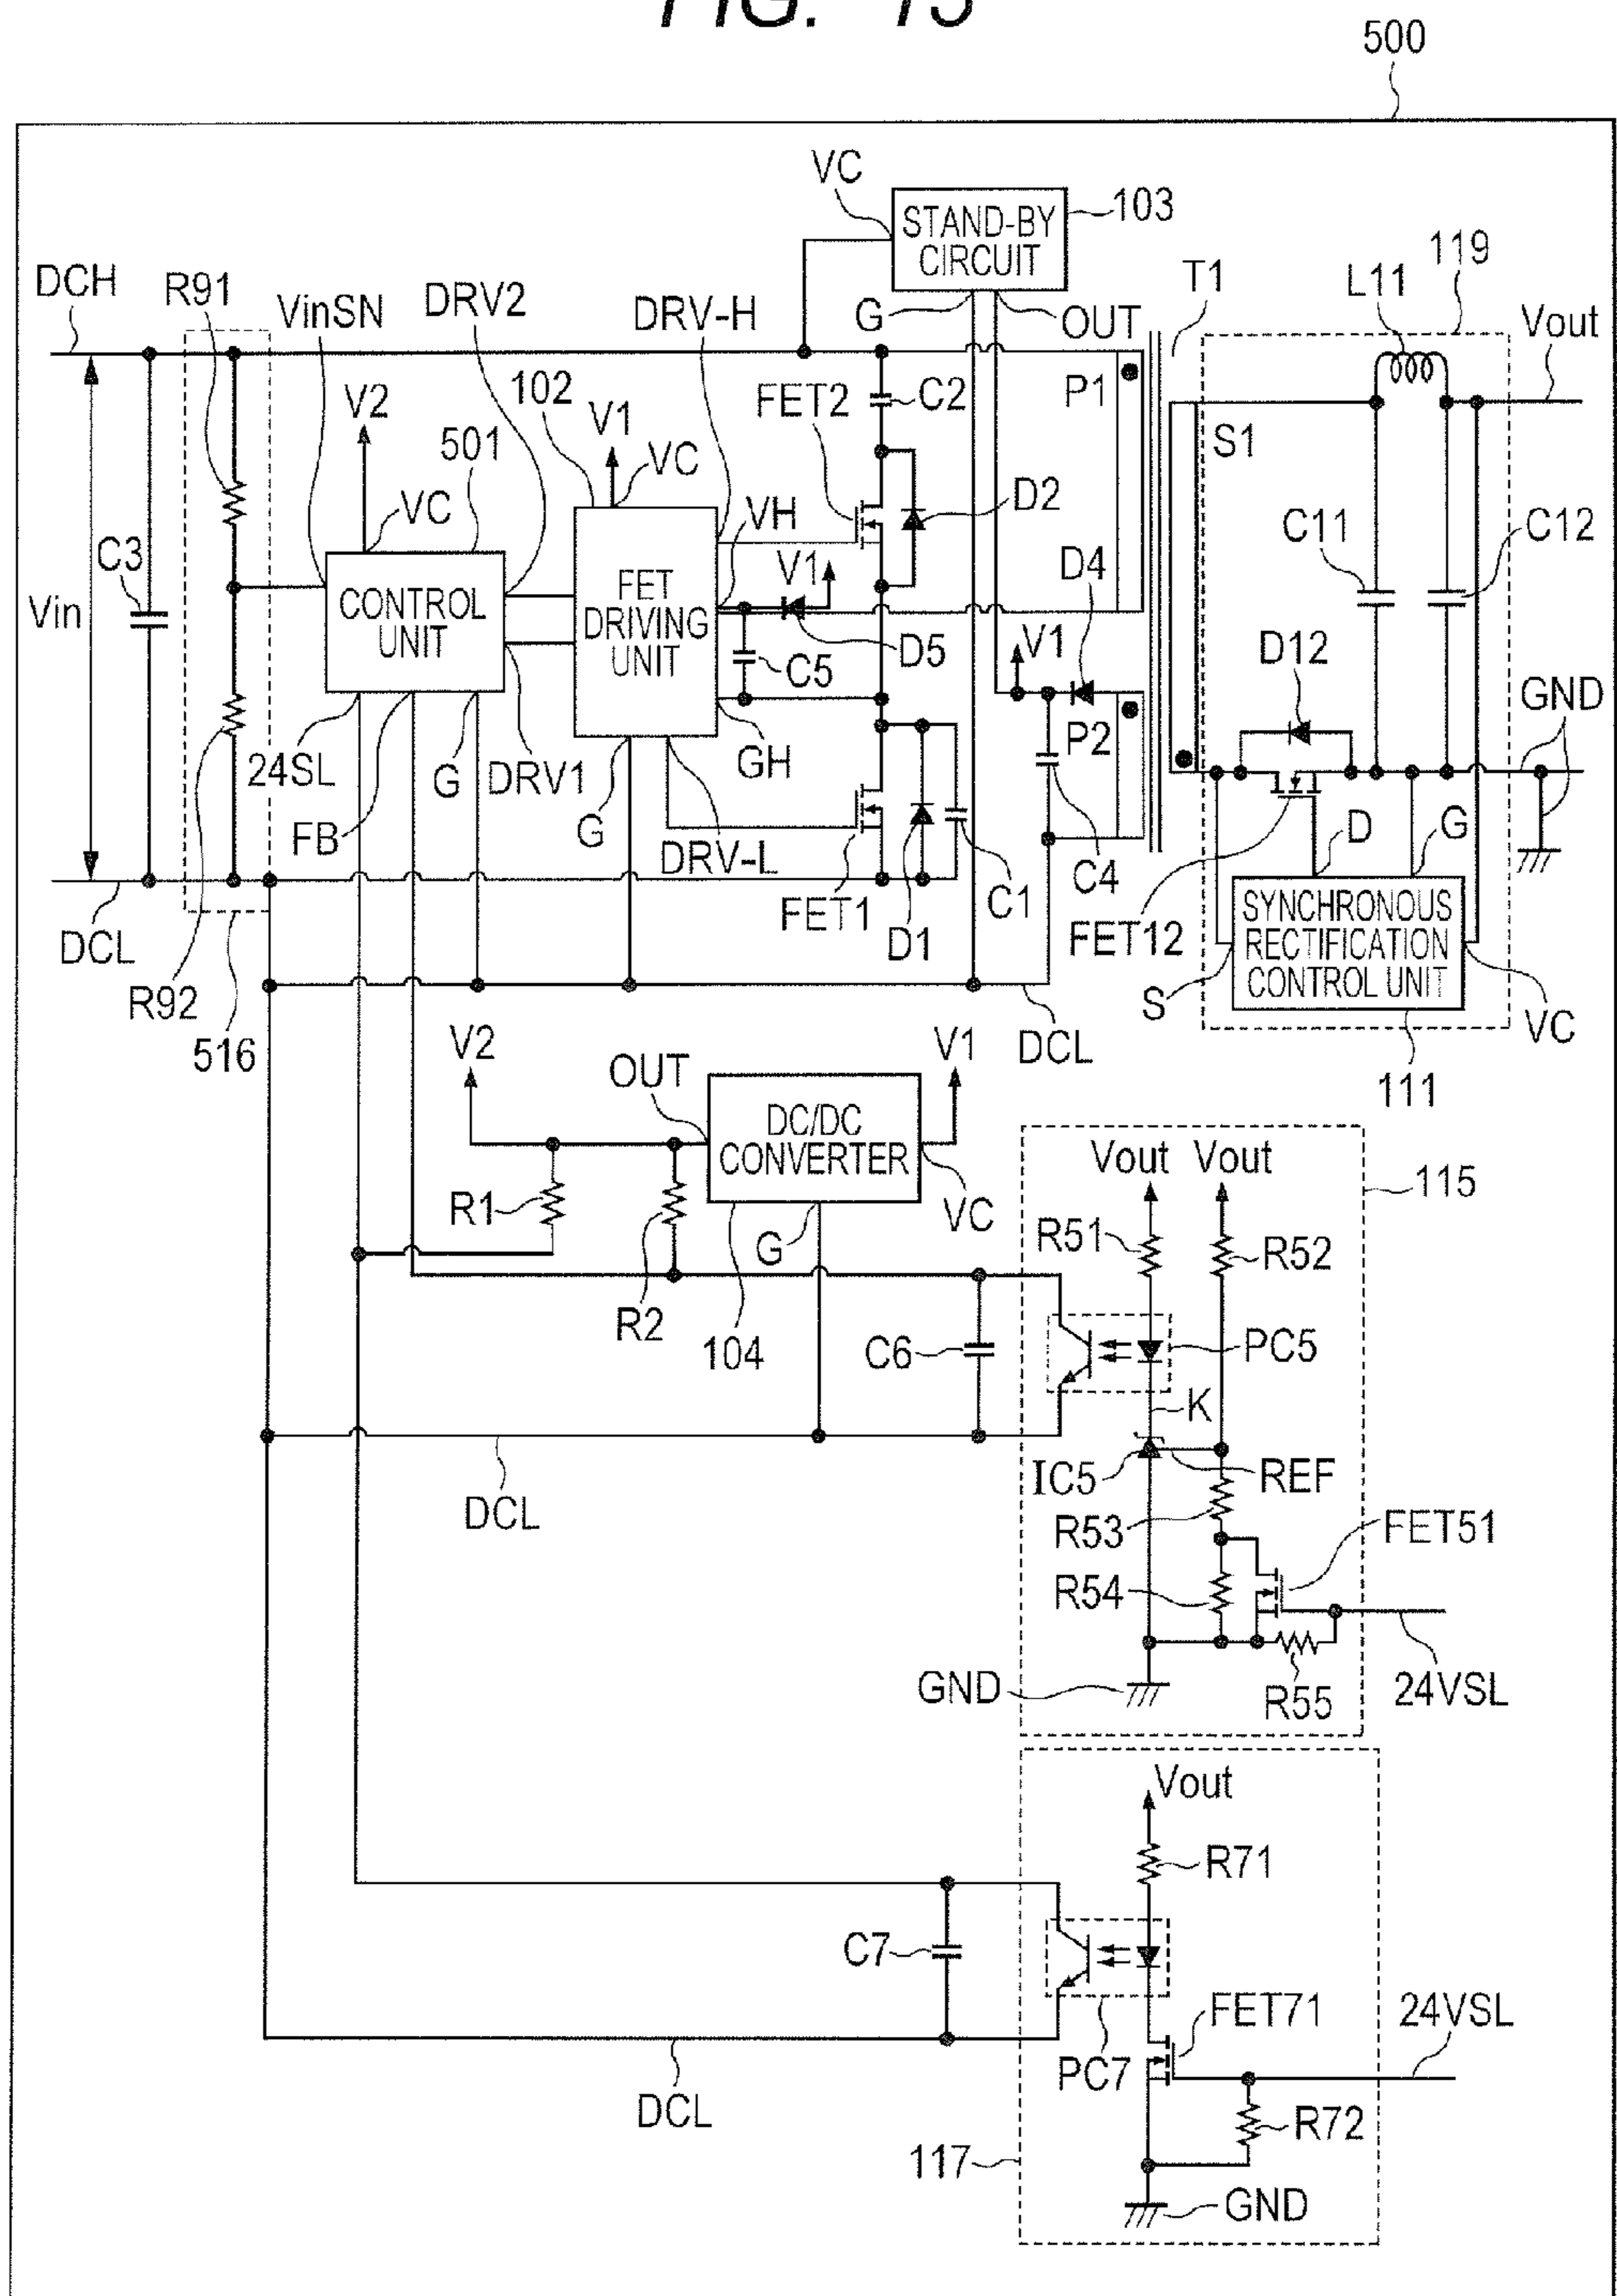 FIG. 15
500
VC
STAND-BY
CIRCUIT
103
119
DCH
R91
VinSN
DRV2
DRV-H
G
OUT
T1
L11
Vout
V2
102
V1
FET2
C2
P1
S1
VC
501
VC
VH
D2
C3
V1
D4
C11
C12
Vin
CONTROL
UNIT
FET
DRIVING
UNIT
D5
V1
D12
C5
GND
P2
24SL
G
DRV1
GH
FB
G
DRV-L
D
G
C4
C1
FET1
D1
FET12
SYNCHRONOUS
RECTIFICATION
CONTROL UNIT
DCL
R92
S
VC
516
V2
OUT
V1
DCL
111
DC/DC
CONVERTER
Vout
Vout
115
R1
VC
R51
R52
R2
G
104
C6
PC5
K
IC5
REF
DCL
R53
FET51
R54
GND
R55
24VSL
Vout
R71
C7
FET71
24VSL
PC7
DCL
R72
117
GND